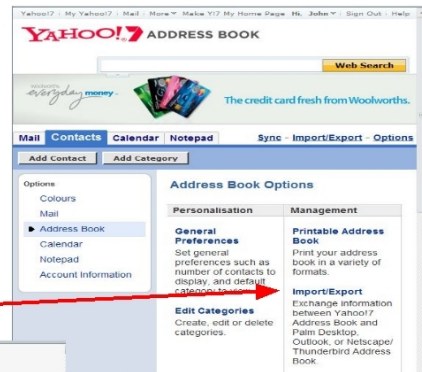 Yahoo!7 My Yahoo!7 Mail More Make Y!7 My Home Page Hi, John Sign Out Help
YAHOO!7 ADDRESS BOOK
Web Search
woolworths
everyday money
The credit card fresh from Woolworths.
Mail Contacts Calendar Notepad Sync - Import/Export - Options
Add Contact Add Category
Options
Colours
Mail
Address Book
Calendar
Notepad
Account Information
Address Book Options
Personalisation
General
Preferences
Set general
preferences such as
number of contacts to
display, and default
category to view.
Edit Categories
Create, edit or delete
categories.
Management
Printable Address
Book
Print your address
book in a variety of
formats.
Import/Export
Exchange information
between Yahoo!7
Address Book and
Palm Desktop,
Outlook, or Netscape/
Thunderbird Address
Book.